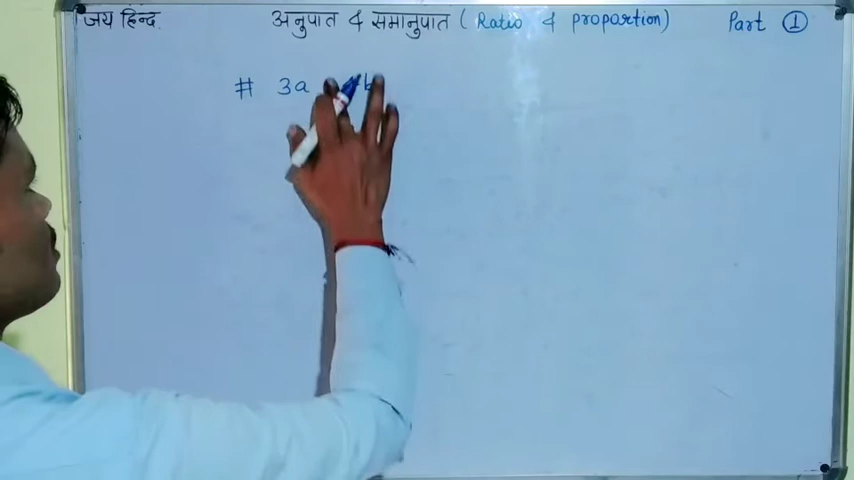 जय हिन्द. अनुपात & समानुपात ( Ratio & proportion) Part 1
# 3a b